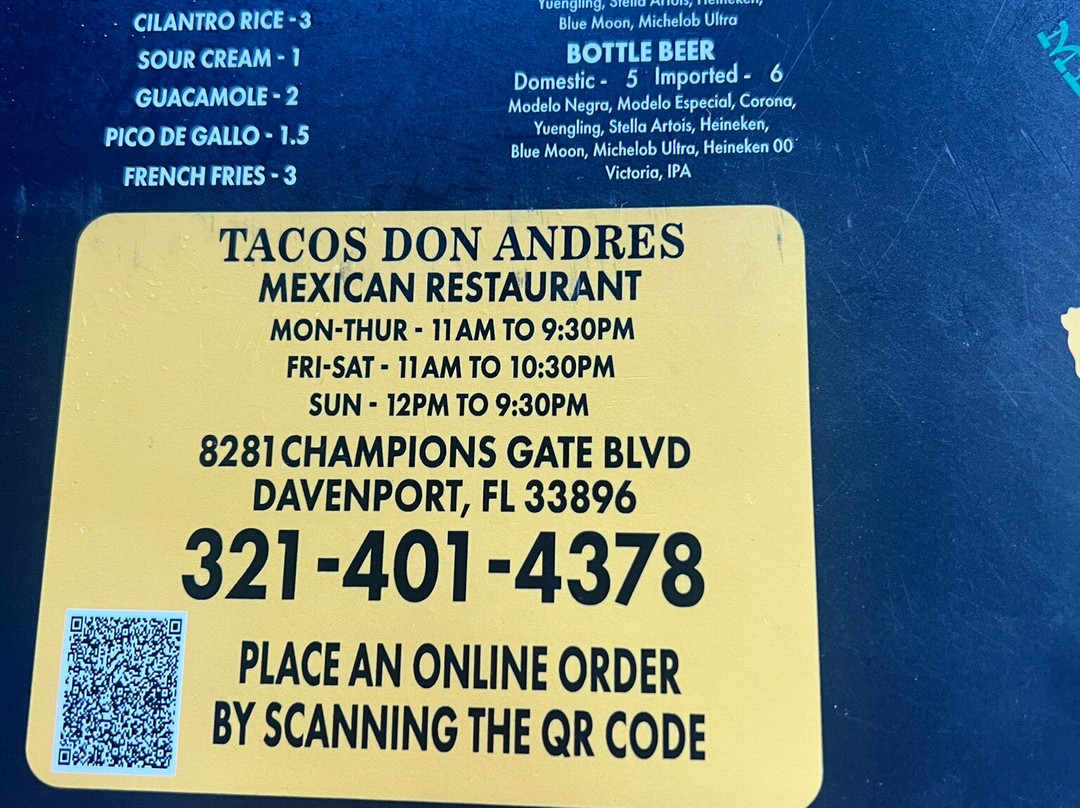 CILANTRO RICE - 3
SOUR CREAM - 1
GUACAMOLE - 2
PICO DE GALLO - 1.5
FRENCH FRIES - 3
Yuengling, Stella Artois, Heineken,
Blue Moon, Michelob Ultra
BOTTLE BEER
Domestic - 5 Imported - 6
Modelo Negra, Modelo Especial, Corona,
Yuengling, Stella Artois, Heineken,
Blue Moon, Michelob Ultra, Heineken 00
Victoria, IPA
TACOS DON ANDRES
MEXICAN RESTAURANT
MON-THUR - 11AM TO 9:30PM
FRI-SAT - 11AM TO 10:30PM
SUN - 12PM TO 9:30PM
8281 CHAMPIONS GATE BLVD
DAVENPORT, FL 33896
321-401-4378
PLACE AN ONLINE ORDER
BY SCANNING THE QR CODE